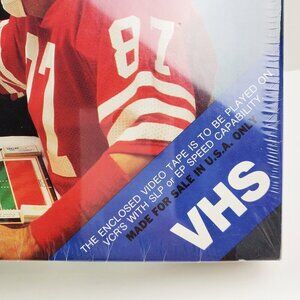 87
THE ENCLOSED VIDEO TAPE IS TO BE PLAYED ON
VCR'S WITH SLP or EP SPEED CAPABILITY
MADE FOR SALE IN U.S.A. ONLY
VHS